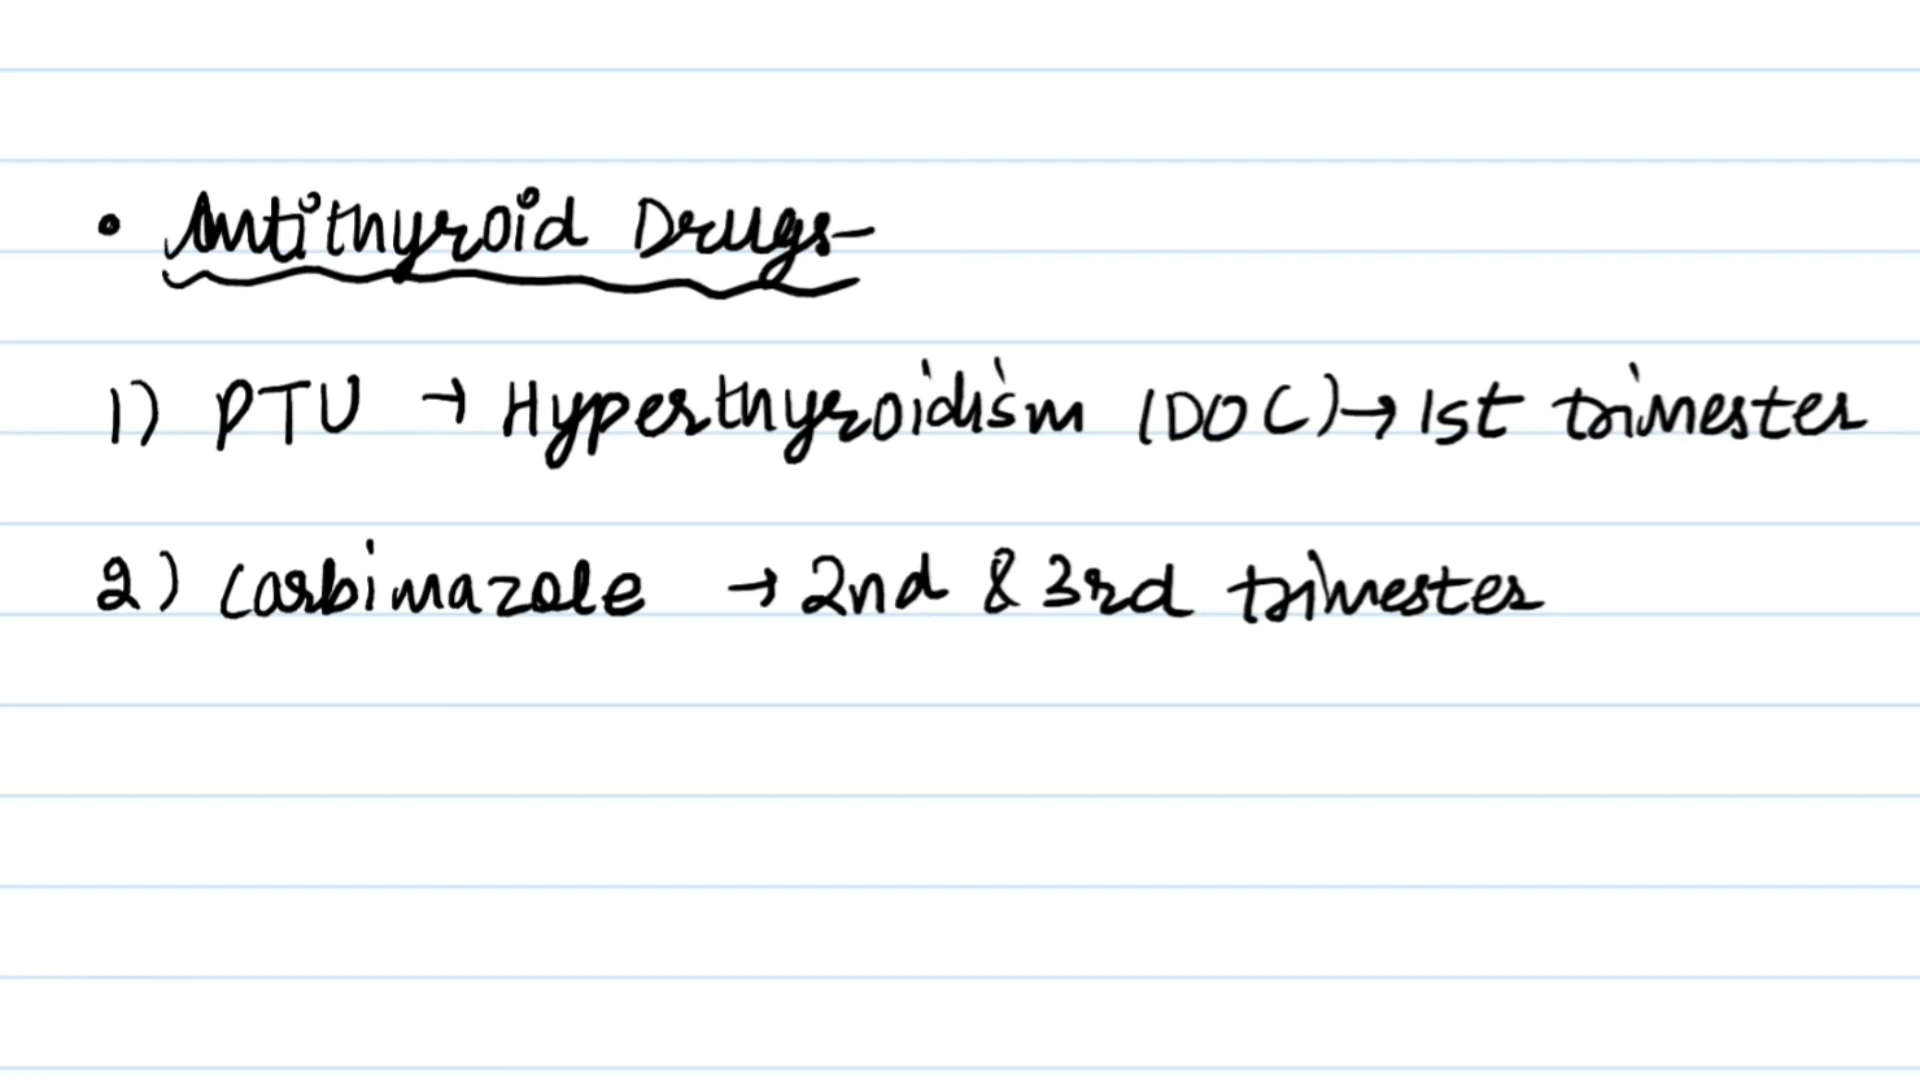 • Antithyroid Drugs-
1) PTU → Hyperthyroidism (DOC) → 1st trimester
2) Carbimazole → 2nd & 3rd trimester